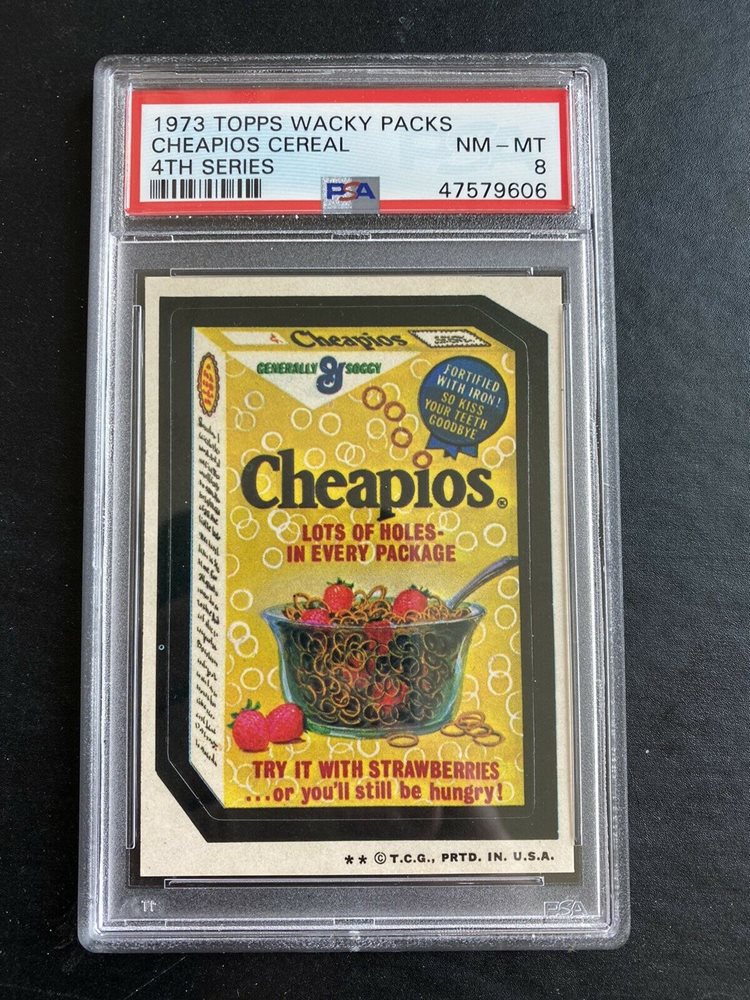 1973 TOPPS WACKY PACKS
CHEAPIOS CEREAL NM – MT
4TH SERIES 8
PSA 47579606
Cheapios
GENERALLY g SOGGY
FORTIFIED
WITH IRON!
SO KISS
YOUR TEETH
GOODBYE
Cheapios®
LOTS OF HOLES-
IN EVERY PACKAGE
TRY IT WITH STRAWBERRIES
...or you'll still be hungry!
** © T.C.G., PRTD. IN. U.S.A.
PSA